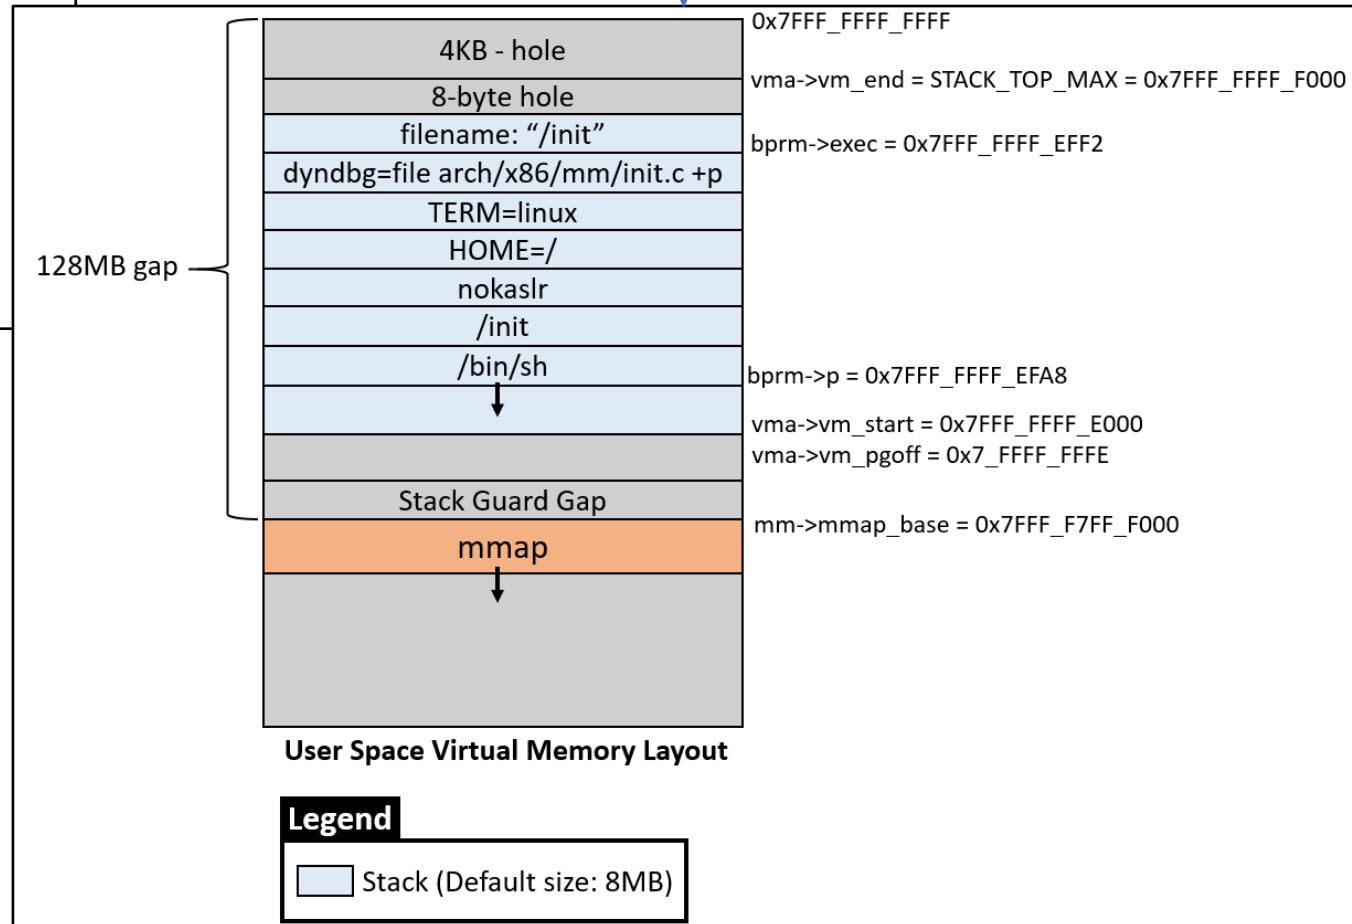 0x7FFF_FFFF_FFFF
4KB - hole
vma->vm_end = STACK_TOP_MAX = 0x7FFF_FFFF_F000
8-byte hole
filename: “/init”
bprm->exec = 0x7FFF_FFFF_EFF2
dyndbg=file arch/x86/mm/init.c +p
TERM=linux
HOME=/
128MB gap
nokaslr
/init
/bin/sh
bprm->p = 0x7FFF_FFFF_EFA8
vma->vm_start = 0x7FFF_FFFF_E000
vma->vm_pgoff = 0x7_FFFF_FFFE
Stack Guard Gap
mm->mmap_base = 0x7FFF_F7FF_F000
mmap
User Space Virtual Memory Layout
Legend
Stack (Default size: 8MB)